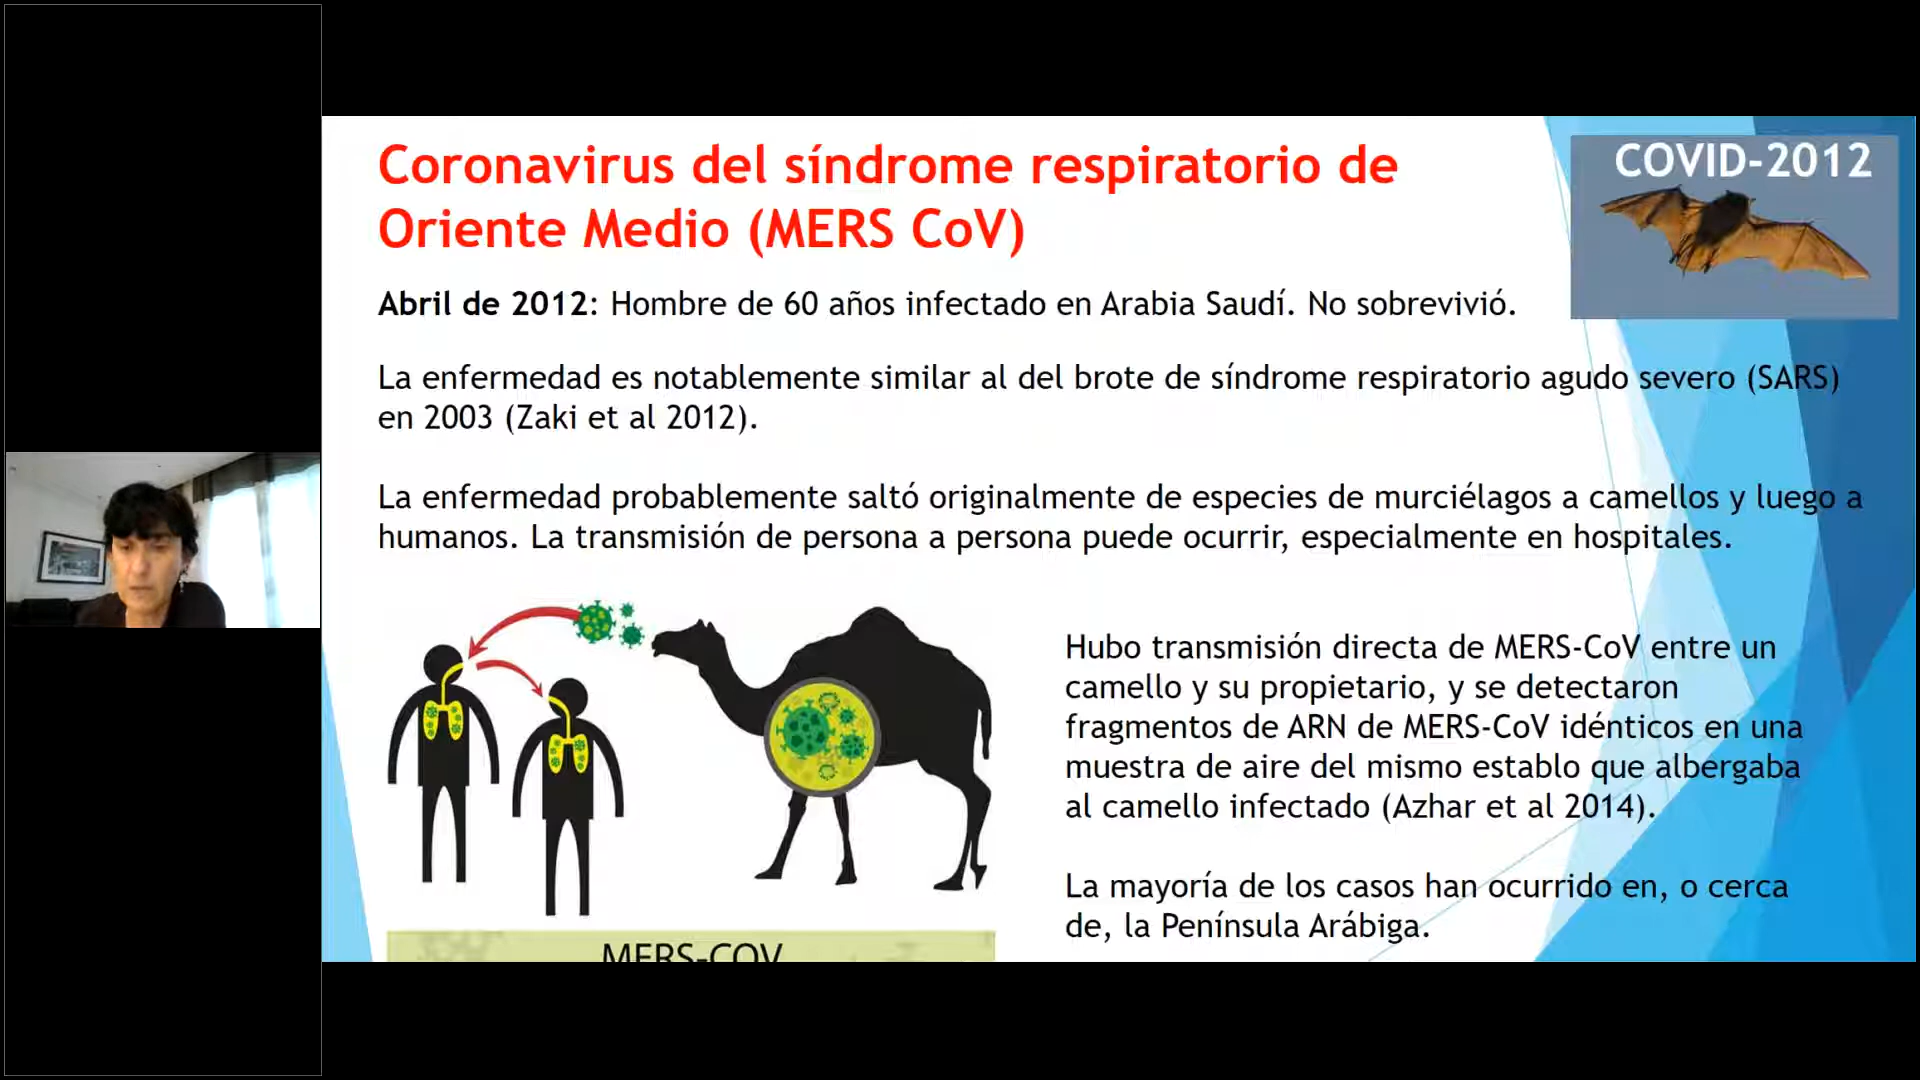 Coronavirus del síndrome respiratorio de
Oriente Medio (MERS CoV)
COVID-2012
Abril de 2012: Hombre de 60 años infectado en Arabia Saudí. No sobrevivió.
La enfermedad es notablemente similar al del brote de síndrome respiratorio agudo severo (SARS)
en 2003 (Zaki et al 2012).
La enfermedad probablemente saltó originalmente de especies de murciélagos a camellos y luego a
humanos. La transmisión de persona a persona puede ocurrir, especialmente en hospitales.
Hubo transmisión directa de MERS-CoV entre un
camello y su propietario, y se detectaron
fragmentos de ARN de MERS-CoV idénticos en una
muestra de aire del mismo establo que albergaba
al camello infectado (Azhar et al 2014).
La mayoría de los casos han ocurrido en, o cerca
de, la Península Arábiga.
MERS-COV